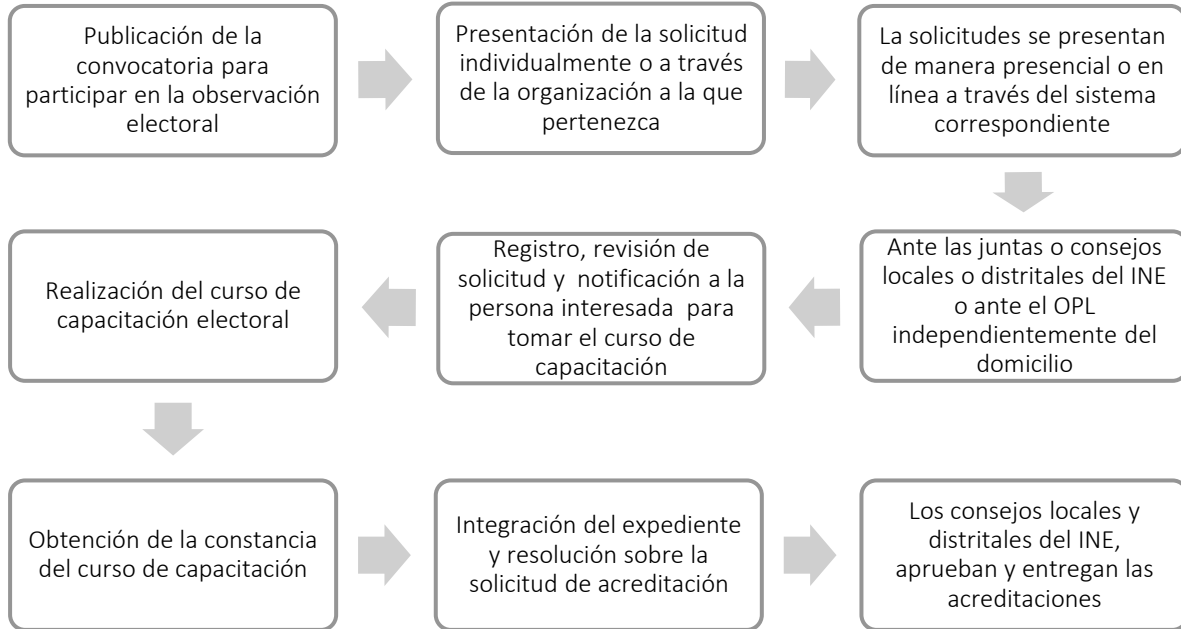 Publicación de la
convocatoria para
participar en la observación
electoral
Presentación de la solicitud
individualmente o a través
de la organización a la que
pertenezca
La solicitudes se presentan
de manera presencial o en
línea a través del sistema
correspondiente
Ante las juntas o consejos
locales o distritales del INE
o ante el OPL
independientemente del
domicilio
Registro, revisión de
solicitud y notificación a la
persona interesada para
tomar el curso de
capacitación
Realización del curso de
capacitación electoral
Obtención de la constancia
del curso de capacitación
Integración del expediente
y resolución sobre la
solicitud de acreditación
Los consejos locales y
distritales del INE,
aprueban y entregan las
acreditaciones